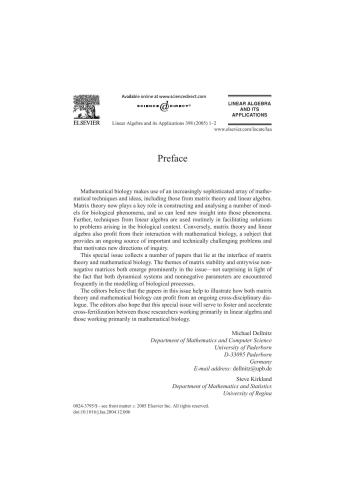 Available online at www.sciencedirect.com
SCIENCE DIRECT®
LINEAR ALGEBRA
AND ITS
APPLICATIONS
ELSEVIER
Linear Algebra and its Applications 398 (2005) 1–2
www.elsevier.com/locate/laa
Preface
Mathematical biology makes use of an increasingly sophisticated array of mathe-
matical techniques and ideas, including those from matrix theory and linear algebra.
Matrix theory now plays a key role in constructing and analysing a number of mod-
els for biological phenomena, and so can lend new insight into those phenomena.
Further, techniques from linear algebra are used routinely in facilitating solutions
to problems arising in the biological context. Conversely, matrix theory and linear
algebra also profit from their interaction with mathematical biology, a subject that
provides an ongoing source of important and technically challenging problems and
that motivates new directions of inquiry.
This special issue collects a number of papers that lie at the interface of matrix
theory and mathematical biology. The themes of matrix stability and entrywise non-
negative matrices both emerge prominently in the issue—not surprising in light of
the fact that both dynamical systems and nonnegative parameters are encountered
frequently in the modelling of biological processes.
The editors believe that the papers in this issue help to illustrate how both matrix
theory and mathematical biology can profit from an ongoing cross-disciplinary dia-
logue. The editors also hope that this special issue will serve to foster and accelerate
cross-fertilization between those researchers working primarily in linear algebra and
those working primarily in mathematical biology.
Michael Dellnitz
Department of Mathematics and Computer Science
University of Paderborn
D-33095 Paderborn
Germany
E-mail address: dellnitz@upb.de
Steve Kirkland
Department of Mathematics and Statistics
University of Regina
0024-3795/$ - see front matter © 2005 Elsevier Inc. All rights reserved.
doi:10.1016/j.laa.2004.12.006